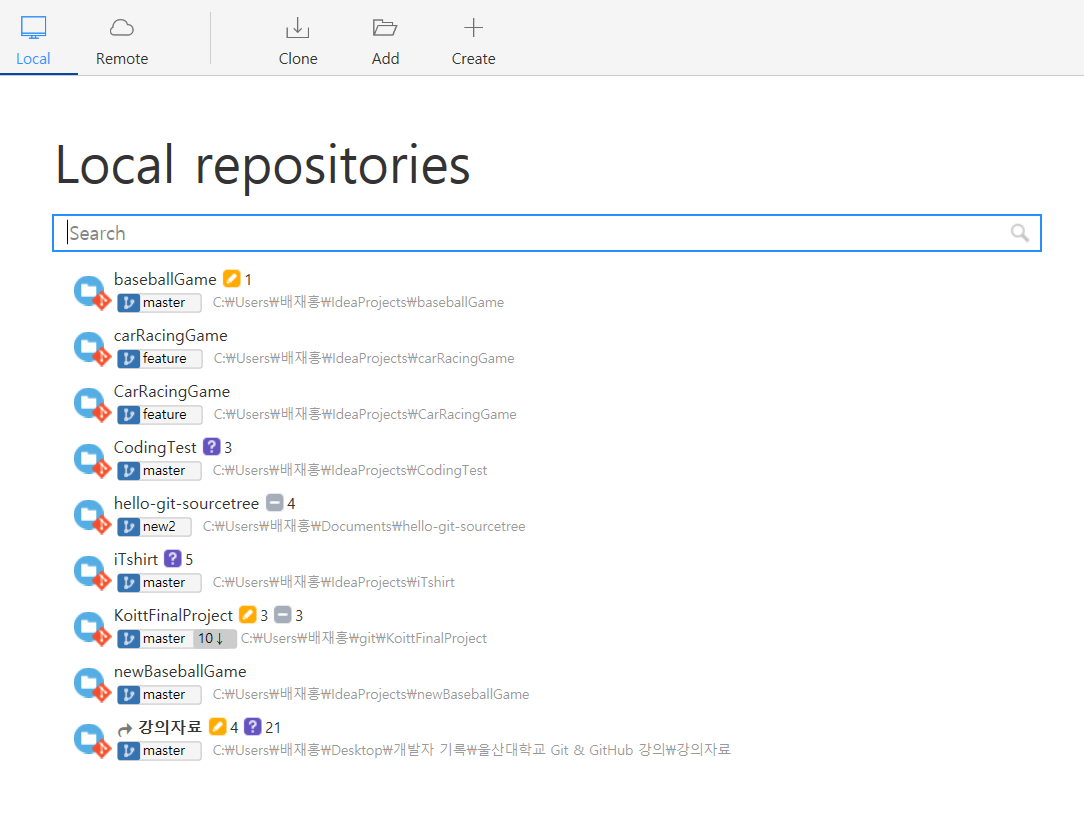 Local Remote Clone Add Create
Local repositories
Search
baseballGame 1
master C:₩Users₩배재홍₩IdeaProjects₩baseballGame
carRacingGame
feature C:₩Users₩배재홍₩IdeaProjects₩carRacingGame
CarRacingGame
feature C:₩Users₩배재홍₩IdeaProjects₩CarRacingGame
CodingTest ? 3
master C:₩Users₩배재홍₩IdeaProjects₩CodingTest
hello-git-sourcetree 4
new2 C:₩Users₩배재홍₩Documents₩hello-git-sourcetree
iTshirt ? 5
master C:₩Users₩배재홍₩IdeaProjects₩iTshirt
KoittFinalProject 3 3
master 10↓ C:₩Users₩배재홍₩git₩KoittFinalProject
newBaseballGame
master C:₩Users₩배재홍₩IdeaProjects₩newBaseballGame
강의자료 4 ? 21
master C:₩Users₩배재홍₩Desktop₩개발자 기록₩울산대학교 Git & GitHub 강의₩강의자료